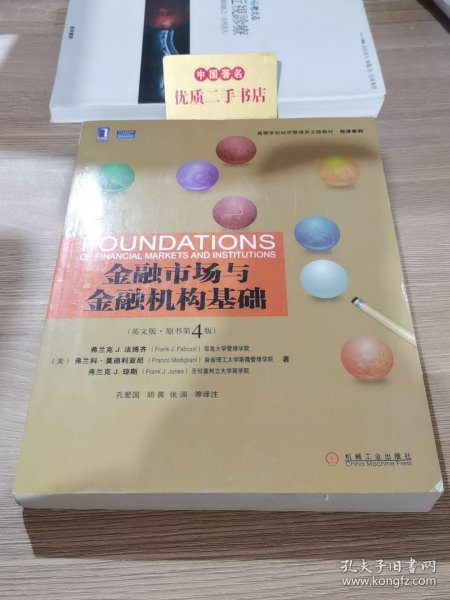 中国著名
优质二手书店
高等学校经济管理英文版教材·经济系列
FOUNDATIONS
OF FINANCIAL MARKETS AND INSTITUTIONS
金融市场与
金融机构基础
(英文版·原书第4版)
弗兰克 J. 法博齐 (Frank J. Fabozzi) 耶鲁大学管理学院
(美) 弗兰科·莫迪利亚尼 (Franco Modigliani) 麻省理工大学斯隆管理学院 著
弗兰克 J. 琼斯 (Frank J. Jones) 圣何塞州立大学商学院
孔爱国 胡畏 张湄 等译注
机械工业出版社
China Machine Press
孔夫子旧书网
www.kongfz.com